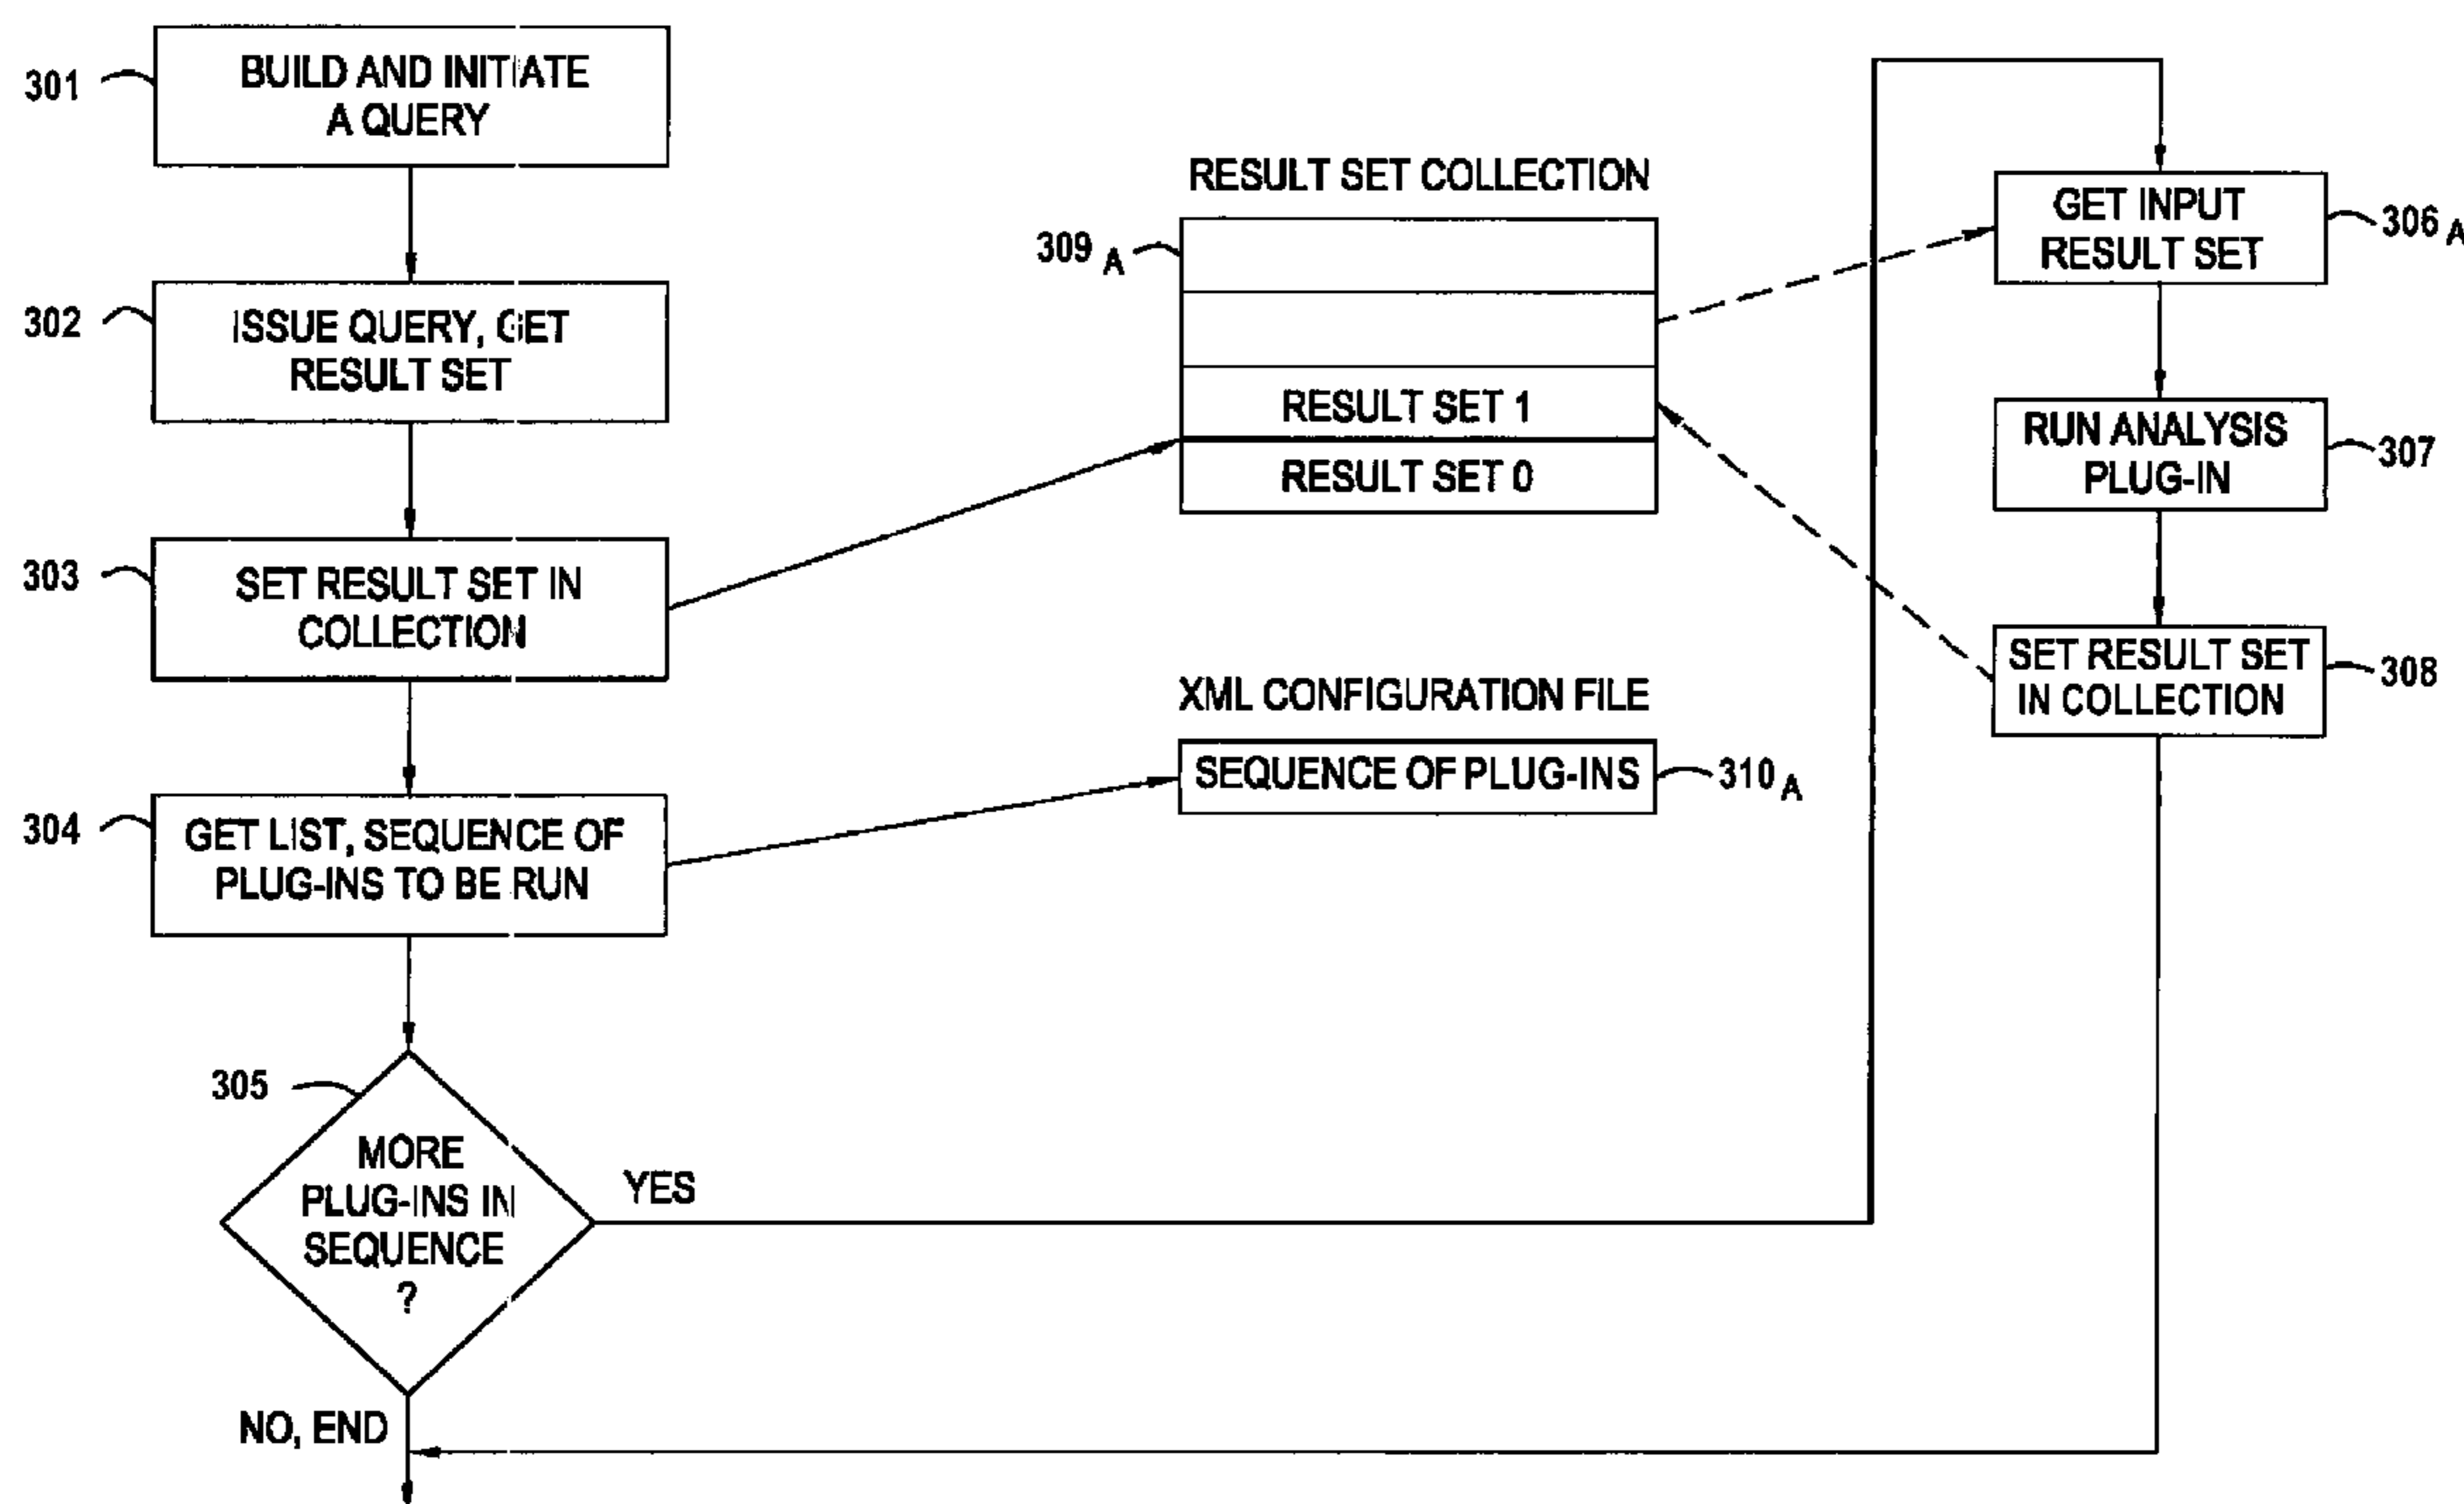 301
BUILD AND INITIATE
A QUERY
302
ISSUE QUERY, GET
RESULT SET
303
SET RESULT SET IN
COLLECTION
304
GET LIST, SEQUENCE OF
PLUG-INS TO BE RUN
305
MORE
PLUG-INS IN
SEQUENCE
?
YES
NO, END
RESULT SET COLLECTION
309 A
RESULT SET 1
RESULT SET 0
XML CONFIGURATION FILE
SEQUENCE OF PLUG-INS
310 A
GET INPUT
RESULT SET
306 A
RUN ANALYSIS
PLUG-IN
307
SET RESULT SET
IN COLLECTION
308